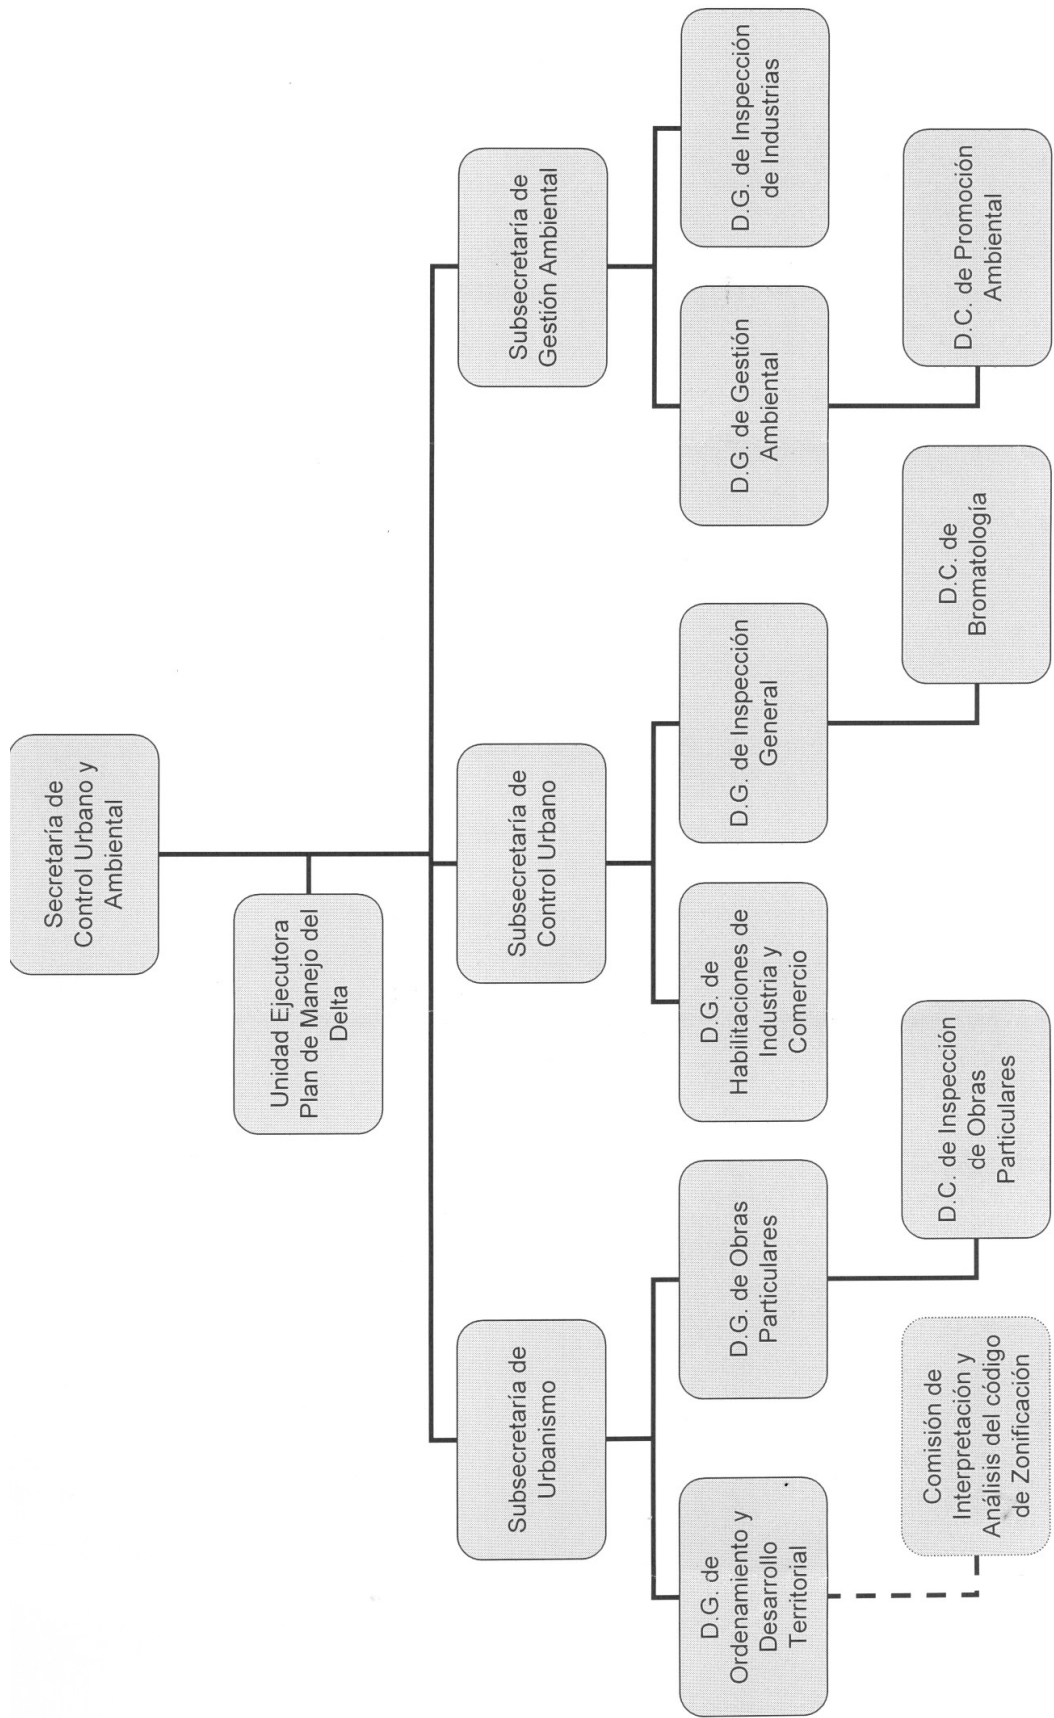 Secretaría de
Control Urbano y
Ambiental
Unidad Ejecutora
Plan de Manejo del
Delta
Subsecretaría de
Urbanismo
Subsecretaría de
Control Urbano
Subsecretaría de
Gestión Ambiental
D.G. de
Ordenamiento y
Desarrollo
Territorial
D.G. de Obras
Particulares
D.G. de
Habilitaciones de
Industria y
Comercio
D.G. de Inspección
General
D.G. de Gestión
Ambiental
D.G. de Inspección
de Industrias
Comisión de
Interpretación y
Análisis del código
de Zonificación
D.C. de Inspección
de Obras
Particulares
D.C. de
Bromatología
D.C. de Promoción
Ambiental